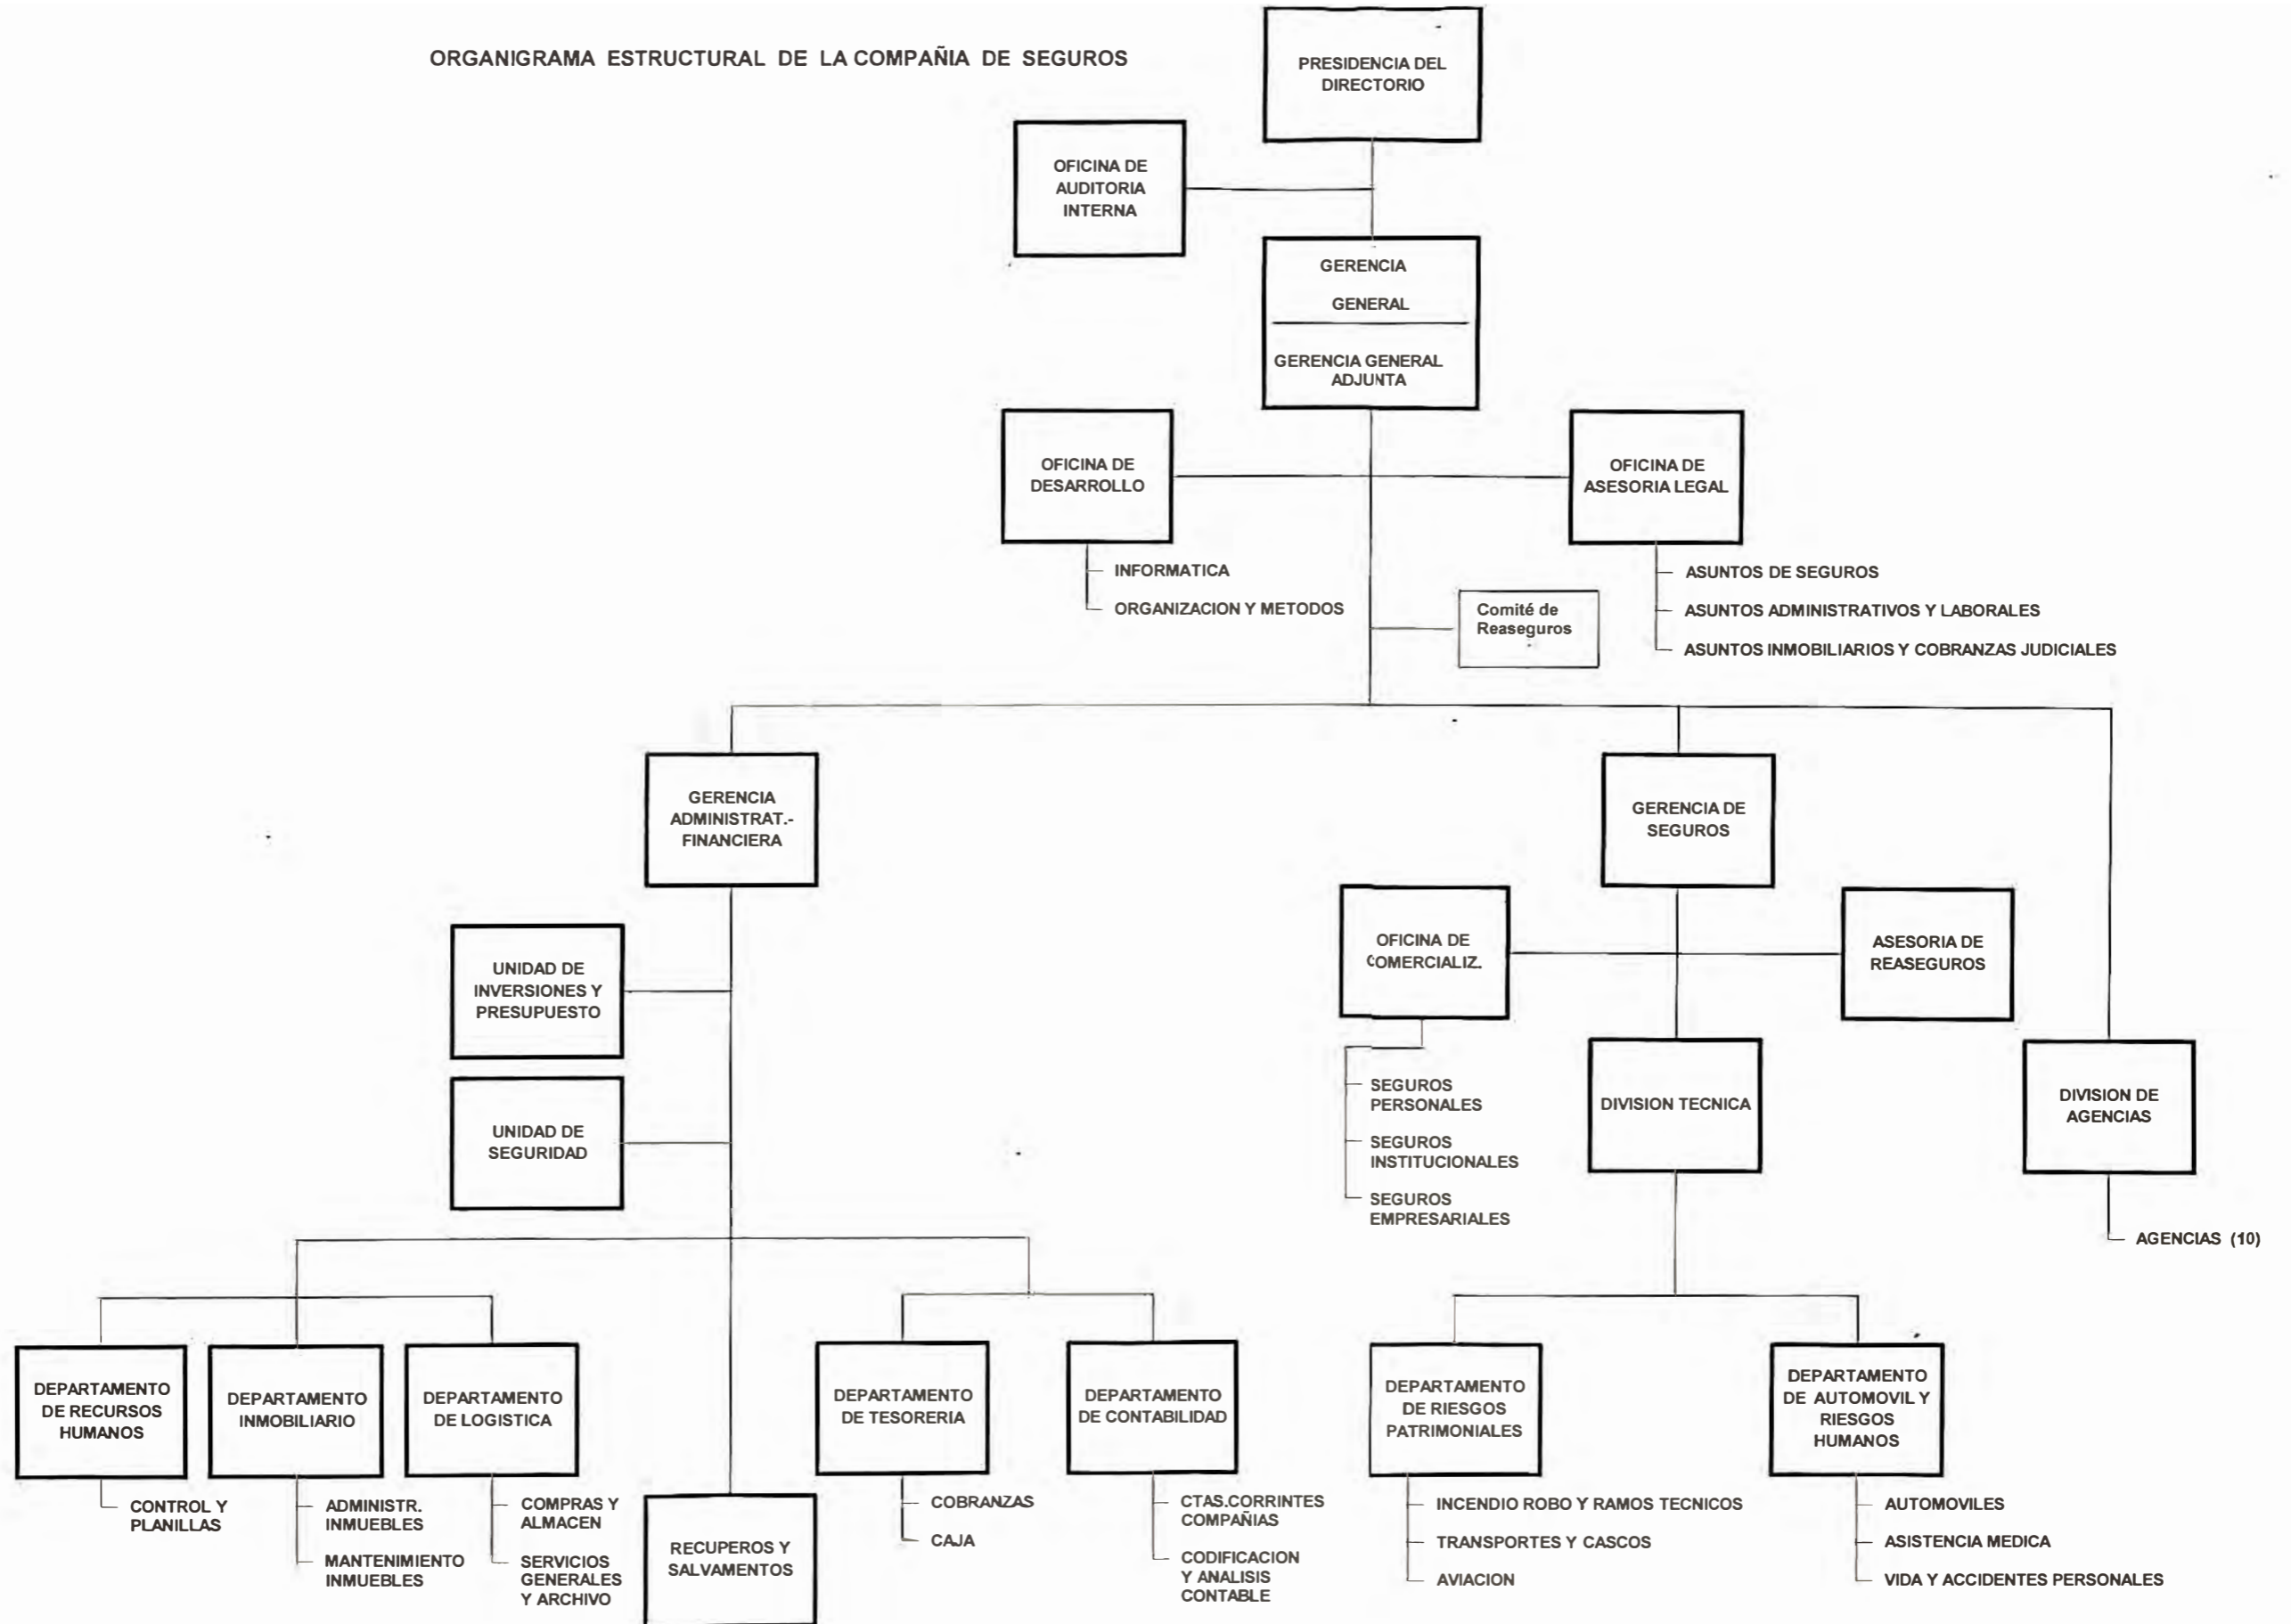 ORGANIGRAMA ESTRUCTURAL DE LA COMPAÑIA DE SEGUROS
PRESIDENCIA DEL
DIRECTORIO
OFICINA DE
AUDITORIA
INTERNA
GERENCIA
GENERAL
GERENCIA GENERAL
ADJUNTA
OFICINA DE
DESARROLLO
INFORMATICA
ORGANIZACION Y METODOS
OFICINA DE
ASESORIA LEGAL
ASUNTOS DE SEGUROS
ASUNTOS ADMINISTRATIVOS Y LABORALES
ASUNTOS INMOBILIARIOS Y COBRANZAS JUDICIALES
Comité de
Reaseguros
GERENCIA
ADMINISTRAT.-
FINANCIERA
GERENCIA DE
SEGUROS
UNIDAD DE
INVERSIONES Y
PRESUPUESTO
UNIDAD DE
SEGURIDAD
OFICINA DE
COMERCIALIZ.
SEGUROS
PERSONALES
SEGUROS
INSTITUCIONALES
SEGUROS
EMPRESARIALES
ASESORIA DE
REASEGUROS
DIVISION TECNICA
DIVISION DE
AGENCIAS
AGENCIAS (10)
DEPARTAMENTO
DE RECURSOS
HUMANOS
CONTROL Y
PLANILLAS
DEPARTAMENTO
INMOBILIARIO
ADMINISTR.
INMUEBLES
MANTENIMIENTO
INMUEBLES
DEPARTAMENTO
DE LOGISTICA
COMPRAS Y
ALMACEN
SERVICIOS
GENERALES
Y ARCHIVO
RECUPEROS Y
SALVAMENTOS
DEPARTAMENTO
DE TESORERIA
COBRANZAS
CAJA
DEPARTAMENTO
DE CONTABILIDAD
CTAS.CORRINTES
COMPAÑIAS
CODIFICACION
Y ANALISIS
CONTABLE
DEPARTAMENTO
DE RIESGOS
PATRIMONIALES
INCENDIO ROBO Y RAMOS TECNICOS
TRANSPORTES Y CASCOS
AVIACION
DEPARTAMENTO
DE AUTOMOVIL Y
RIESGOS
HUMANOS
AUTOMOVILES
ASISTENCIA MEDICA
VIDA Y ACCIDENTES PERSONALES